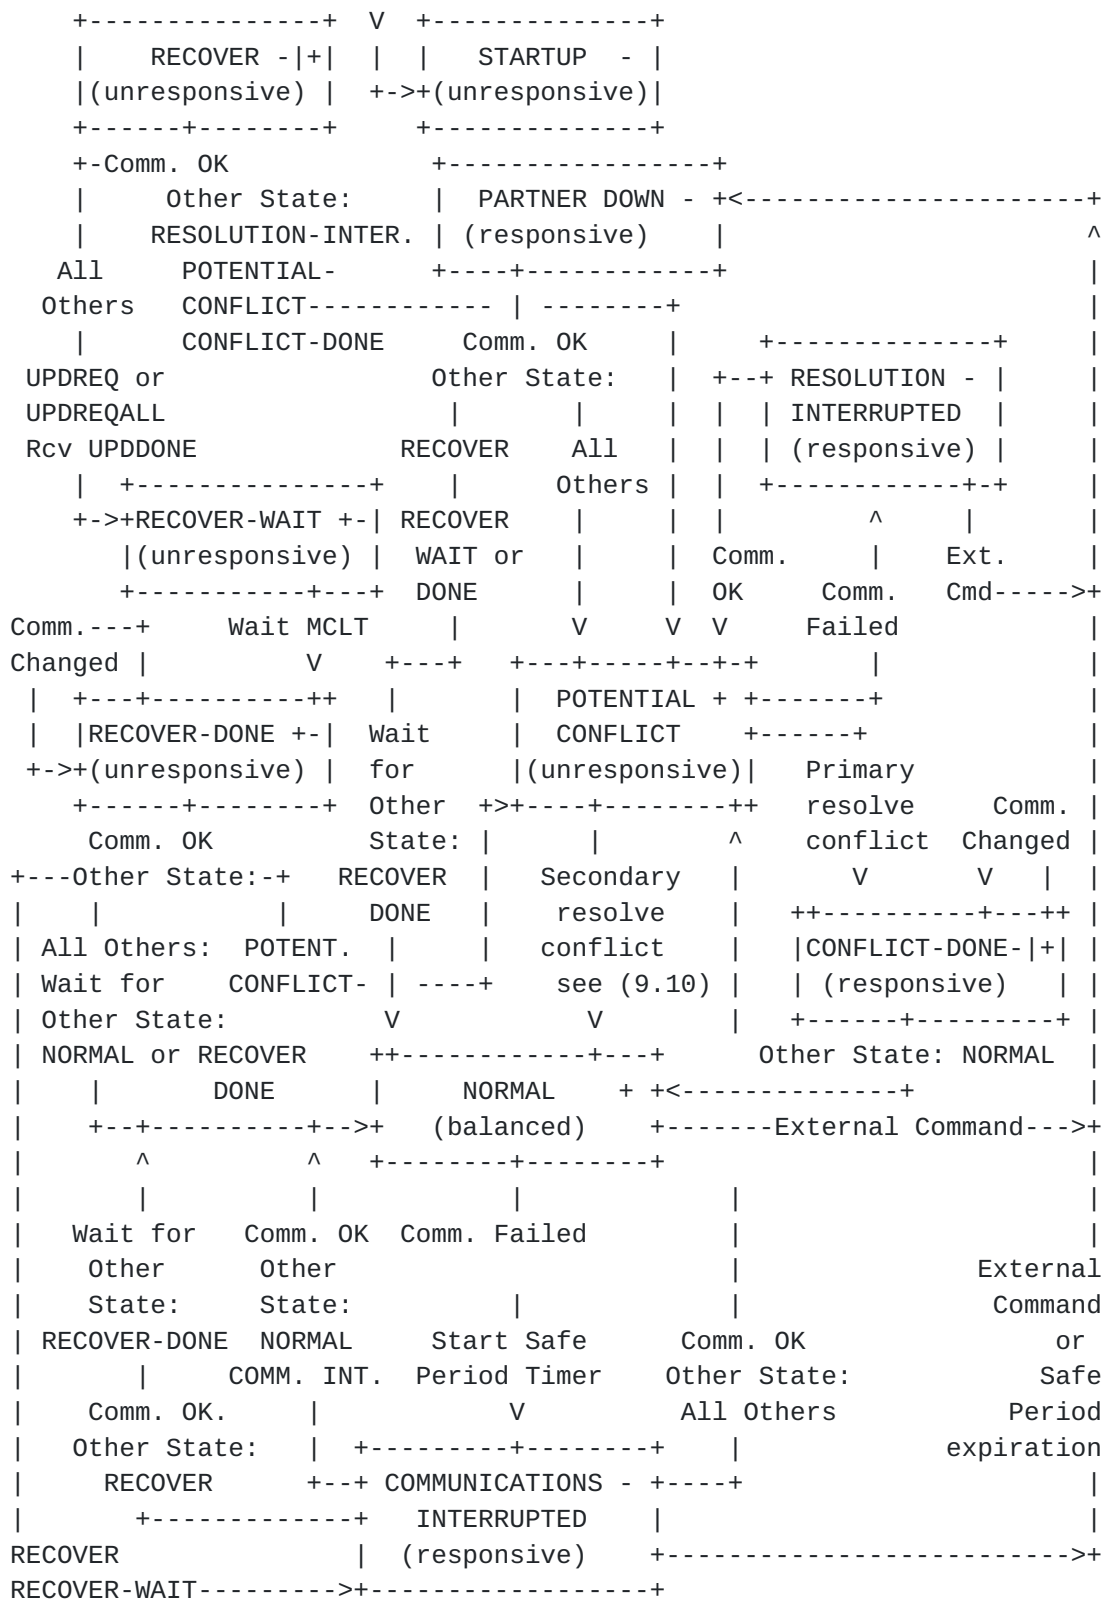 +---------------+  V  +--------------+
    |    RECOVER -|+|  |  |   STARTUP  - |
    |(unresponsive) |  +->+(unresponsive)|
    +------+--------+     +--------------+
    +-Comm. OK             +-----------------+
    |     Other State:     |  PARTNER DOWN - +<----------------------+
    |    RESOLUTION-INTER. | (responsive)    |                       ^
   All     POTENTIAL-      +----+------------+                       |
  Others   CONFLICT------------ | --------+                          |
    |      CONFLICT-DONE     Comm. OK     |     +--------------+     |
 UPDREQ or                 Other State:   |  +--+ RESOLUTION - |     |
 UPDREQALL                  |       |     |  |  | INTERRUPTED  |     |
 Rcv UPDDONE             RECOVER    All   |  |  | (responsive) |     |
    |  +---------------+    |      Others |  |  +------------+-+     |
    +->+RECOVER-WAIT +-| RECOVER    |     |  |         ^     |       |
       |(unresponsive) |  WAIT or   |     | Comm.      |    Ext.     |
       +-----------+---+  DONE      |     | OK     Comm.   Cmd----->+
Comm.---+     Wait MCLT     |       V     V  V     Failed            |
Changed |          V    +---+   +---+-----+--+-+       |             |
 |  +---+----------++   |       |  POTENTIAL + +-------+             |
 |  |RECOVER-DONE +-|  Wait     |  CONFLICT    +------+              |
 +->+(unresponsive) |  for      |(unresponsive)|   Primary           |
    +------+--------+  Other  +>+----+--------++   resolve     Comm. |
     Comm. OK          State: |      |        ^    conflict  Changed |
+---Other State:-+   RECOVER  |   Secondary   |       V       V   |  |
|    |           |     DONE   |    resolve    |   ++----------+---++ |
| All Others:  POTENT.  |     |   conflict    |   |CONFLICT-DONE-|+| |
| Wait for    CONFLICT- | ----+    see (9.10) |   | (responsive)   | |
| Other State:          V            V        |   +------+---------+ |
| NORMAL or RECOVER    ++------------+---+      Other State: NORMAL  |
|    |       DONE      |     NORMAL    + +<--------------+           |
|    +--+----------+-->+   (balanced)    +-------External Command--->+
|       ^          ^   +--------+--------+                           |
|       |          |            |             |                      |
|   Wait for   Comm. OK  Comm. Failed         |                      |
|    Other      Other                         |               External
|    State:     State:          |             |                Command
| RECOVER-DONE  NORMAL     Start Safe      Comm. OK                or
|       |     COMM. INT.  Period Timer    Other State:            Safe
|    Comm. OK.     |            V          All Others           Period
|   Other State:   |  +---------+--------+    |             expiration
|     RECOVER      +--+ COMMUNICATIONS - +----+                      |
|       +-------------+   INTERRUPTED    |                           |
RECOVER               |  (responsive)    +-------------------------->+
RECOVER-WAIT--------->+------------------+